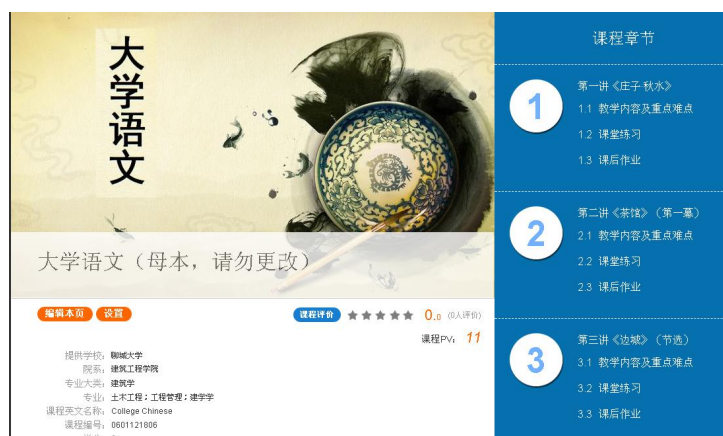 大学语文
大学语文（母本，请勿更改）
编辑本页 设置
课程评价 0.0 (0人评价)
课程PV: 11
提供学校: 聊城大学
院系: 建筑工程学院
专业大类: 建筑学
专业: 土木工程；工程管理；建学学
课程英文名称: College Chinese
课程编号: 0601121806
课程章节
1
第一讲《庄子·秋水》
1.1 教学内容及重点难点
1.2 课堂练习
1.3 课后作业
2
第二讲《茶馆》（第一幕）
2.1 教学内容及重点难点
2.2 课堂练习
2.3 课后作业
3
第三讲《边城》（节选）
3.1 教学内容及重点难点
3.2 课堂练习
3.3 课后作业